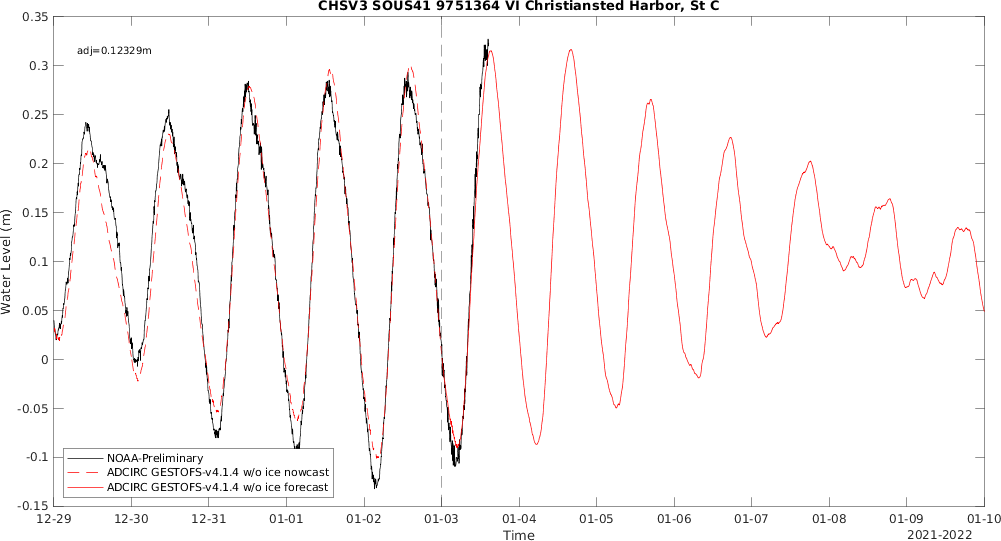 CHSV3 SOUS41 9751364 VI Christiansted Harbor, St C
adj=0.12329m
0.35
0.3
0.25
0.2
0.15
0.1
0.05
0
-0.05
-0.1
-0.15
Water Level (m)
NOAA-Preliminary
ADCIRC GESTOFS-v4.1.4 w/o ice nowcast
ADCIRC GESTOFS-v4.1.4 w/o ice forecast
12-29 12-30 12-31 01-01 01-02 01-03 01-04 01-05 01-06 01-07 01-08 01-09 01-10
Time
2021-2022